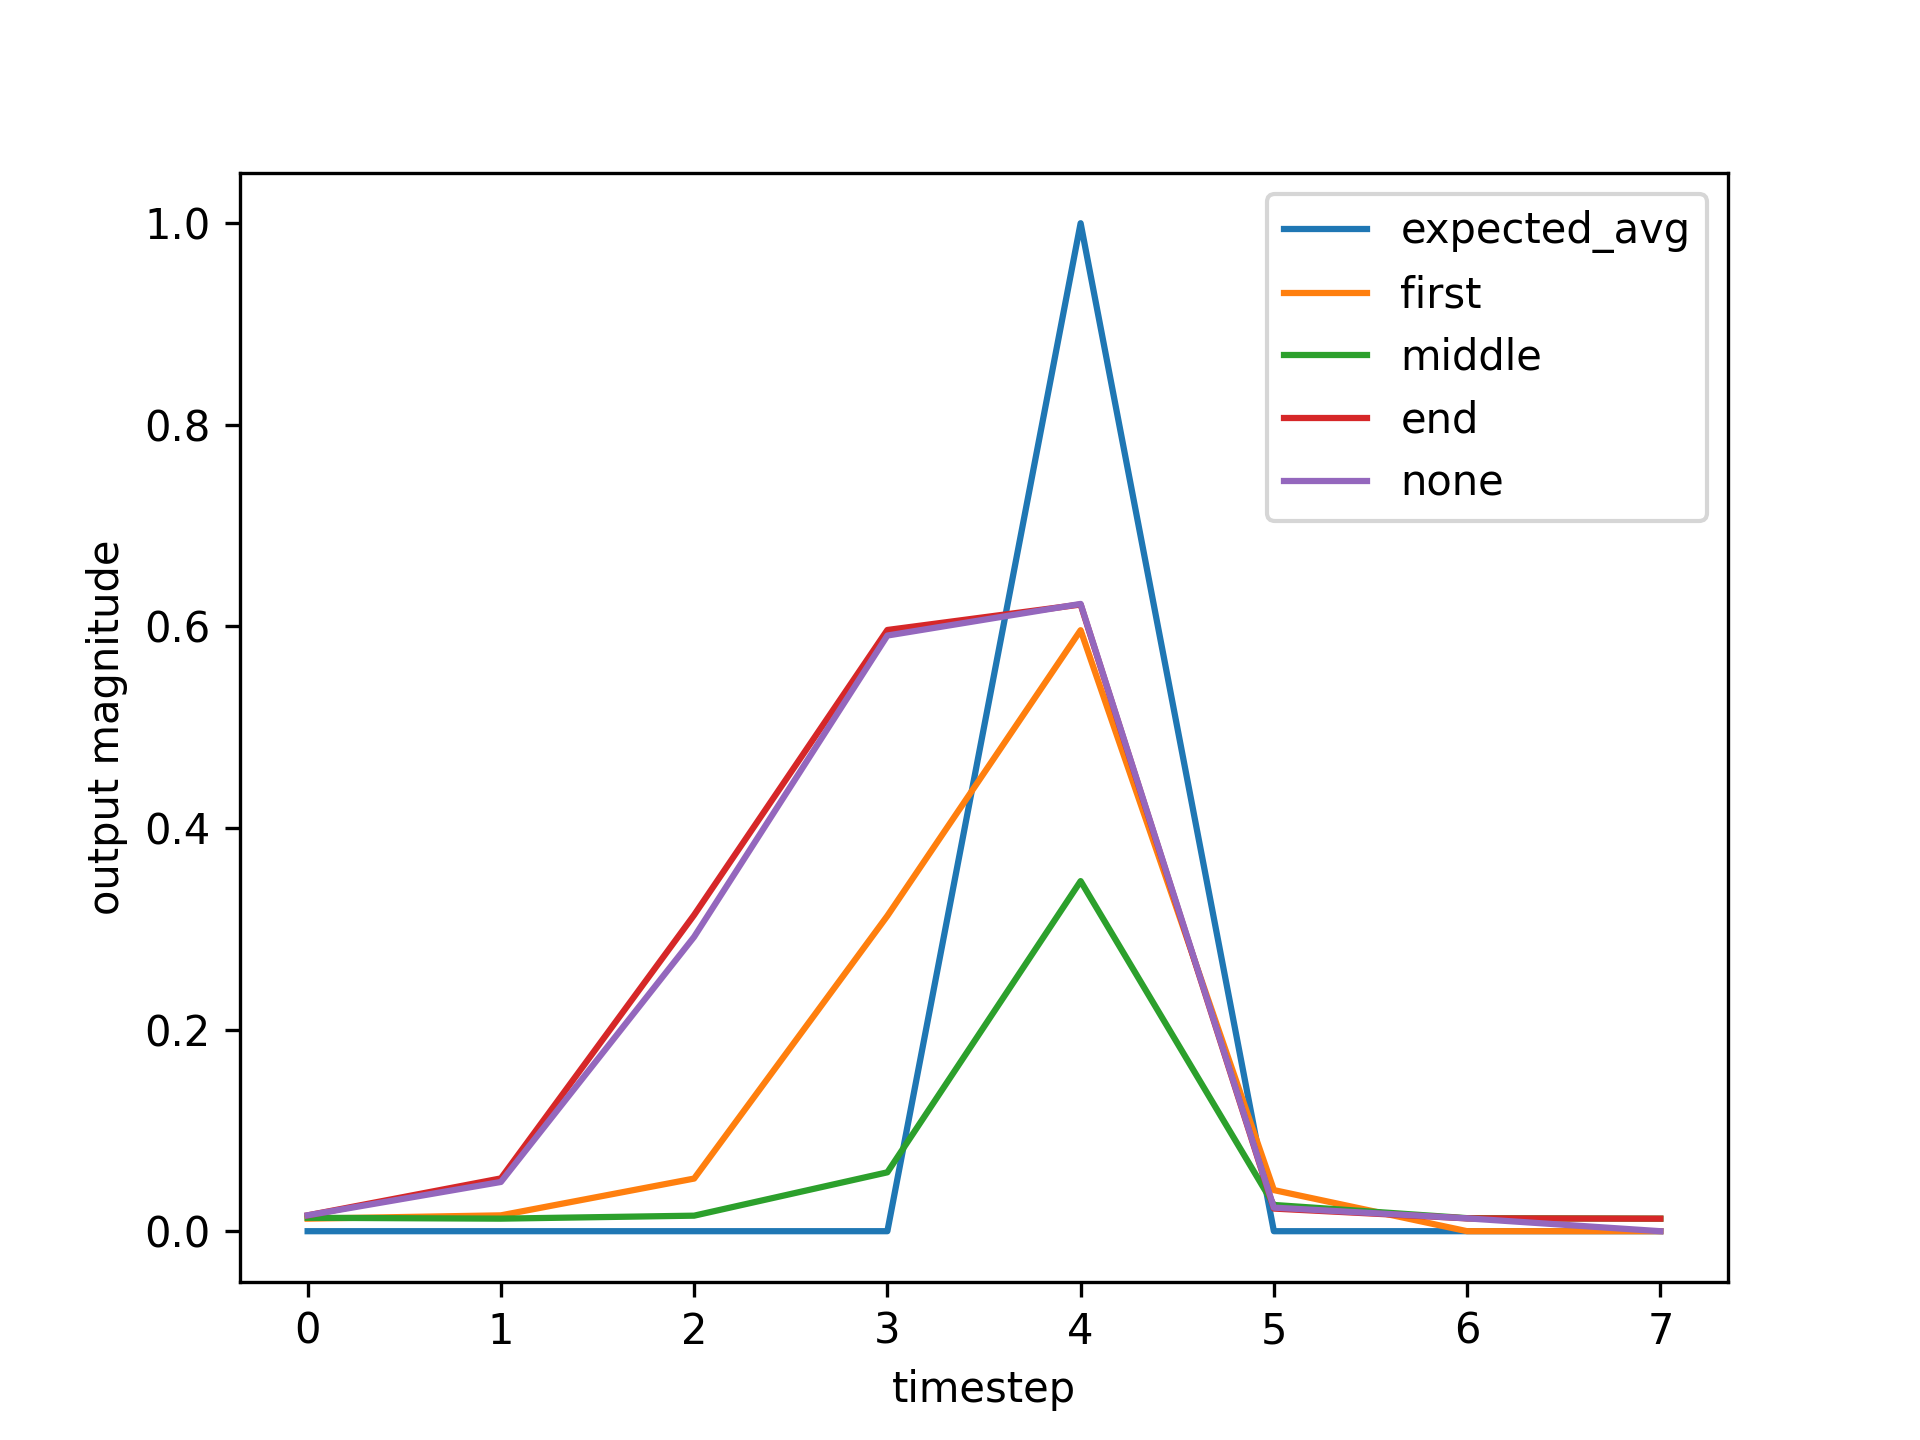 expected_avg
first
middle
end
none
1.0
0.8
0.6
0.4
0.2
0.0
output magnitude
0 1 2 3 4 5 6 7
timestep